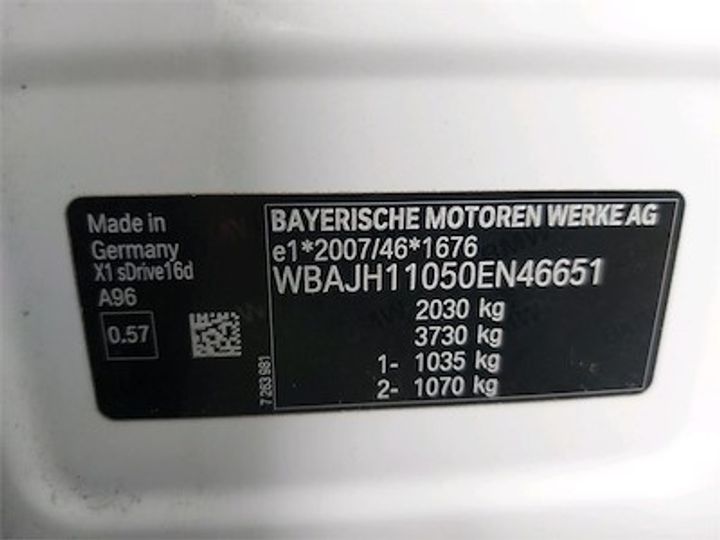 Made in
Germany
X1 sDrive16d
A96
0.57
7 263 981
BAYERISCHE MOTOREN WERKE AG
e1*2007/46*1676
WBAJH11050EN46651
2030 kg
3730 kg
1- 1035 kg
2- 1070 kg